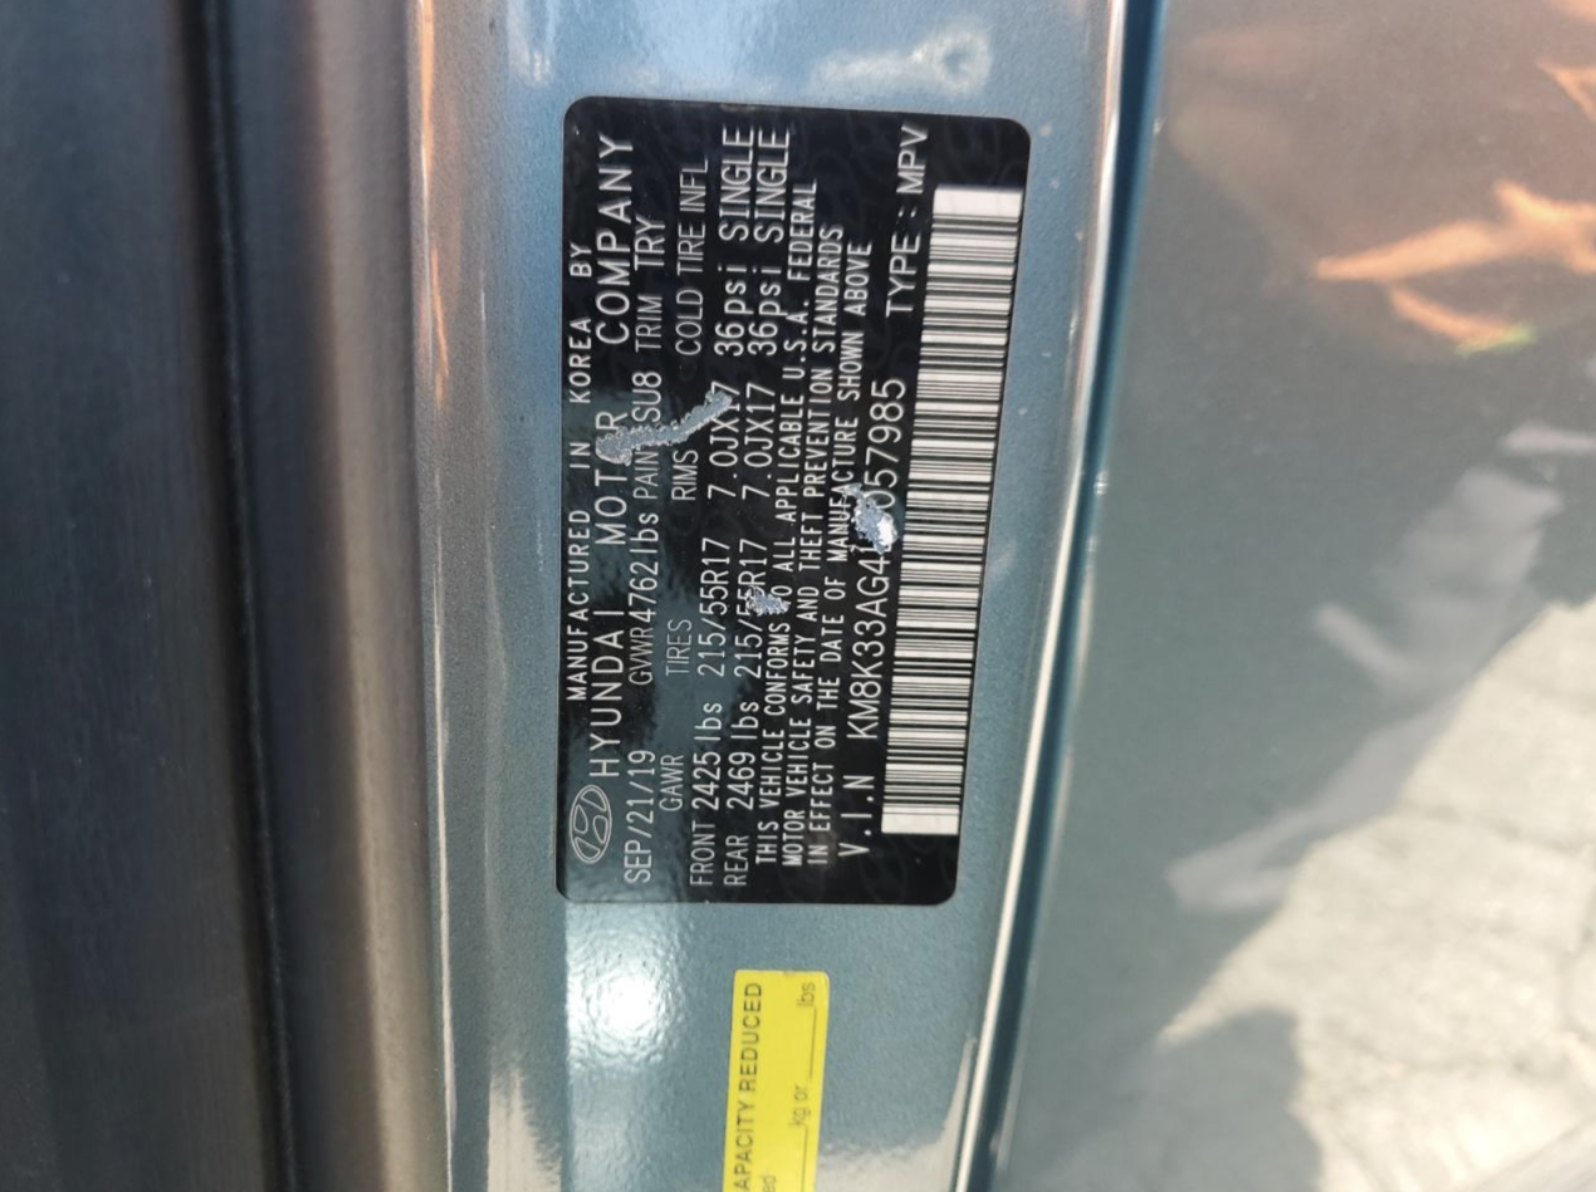 MANUFACTURED IN KOREA BY
HYUNDAI MOTOR COMPANY
SEP/21/19 GVWR4762lbs PAINT SU8 TRIM TRY
GAWR TIRES RIMS COLD TIRE INFL
FRONT 2425lbs 215/55R17 7.0JX17 36psi SINGLE
REAR 2469lbs 215/55R17 7.0JX17 36psi SINGLE
THIS VEHICLE CONFORMS TO ALL APPLICABLE U.S.A. FEDERAL
MOTOR VEHICLE SAFETY AND THEFT PREVENTION STANDARDS
IN EFFECT ON THE DATE OF MANUFACTURE SHOWN ABOVE
V.I.N TYPE:MPV
APACITY REDUCED
kg or lbs